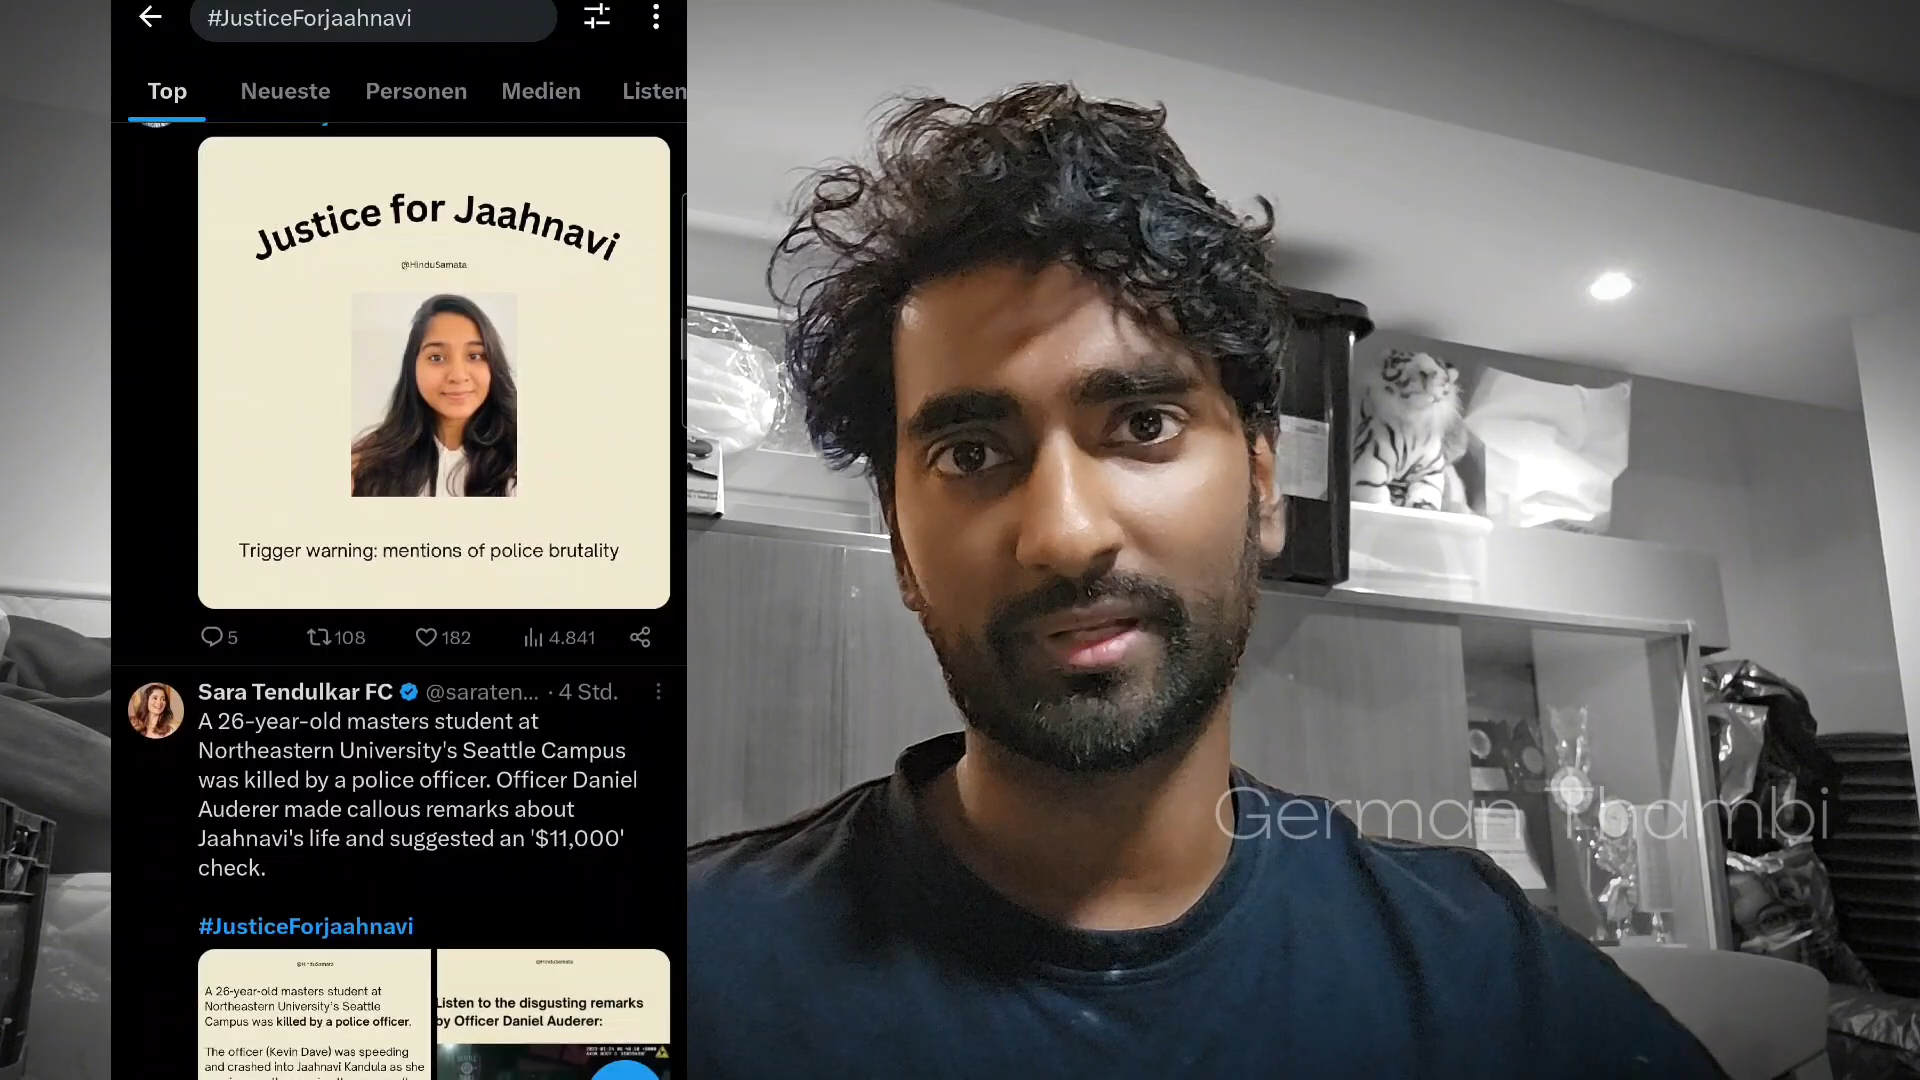 #JusticeForjaahnavi
Top Neueste Personen Medien Listen
Justice for Jaahnavi
@HinduSamata
Trigger warning: mentions of police brutality
5 108 182 4.841
Sara Tendulkar FC @saraten... · 4 Std.
A 26-year-old masters student at
Northeastern University's Seattle Campus
was killed by a police officer. Officer Daniel
Auderer made callous remarks about
Jaahnavi's life and suggested an '$11,000'
check.
#JusticeForjaahnavi
@HinduSamata
A 26-year-old masters student at
Northeastern University's Seattle
Campus was killed by a police officer.
The officer (Kevin Dave) was speeding
and crashed into Jaahnavi Kandula as she
@HinduSamata
Listen to the disgusting remarks
by Officer Daniel Auderer:
German Thambi